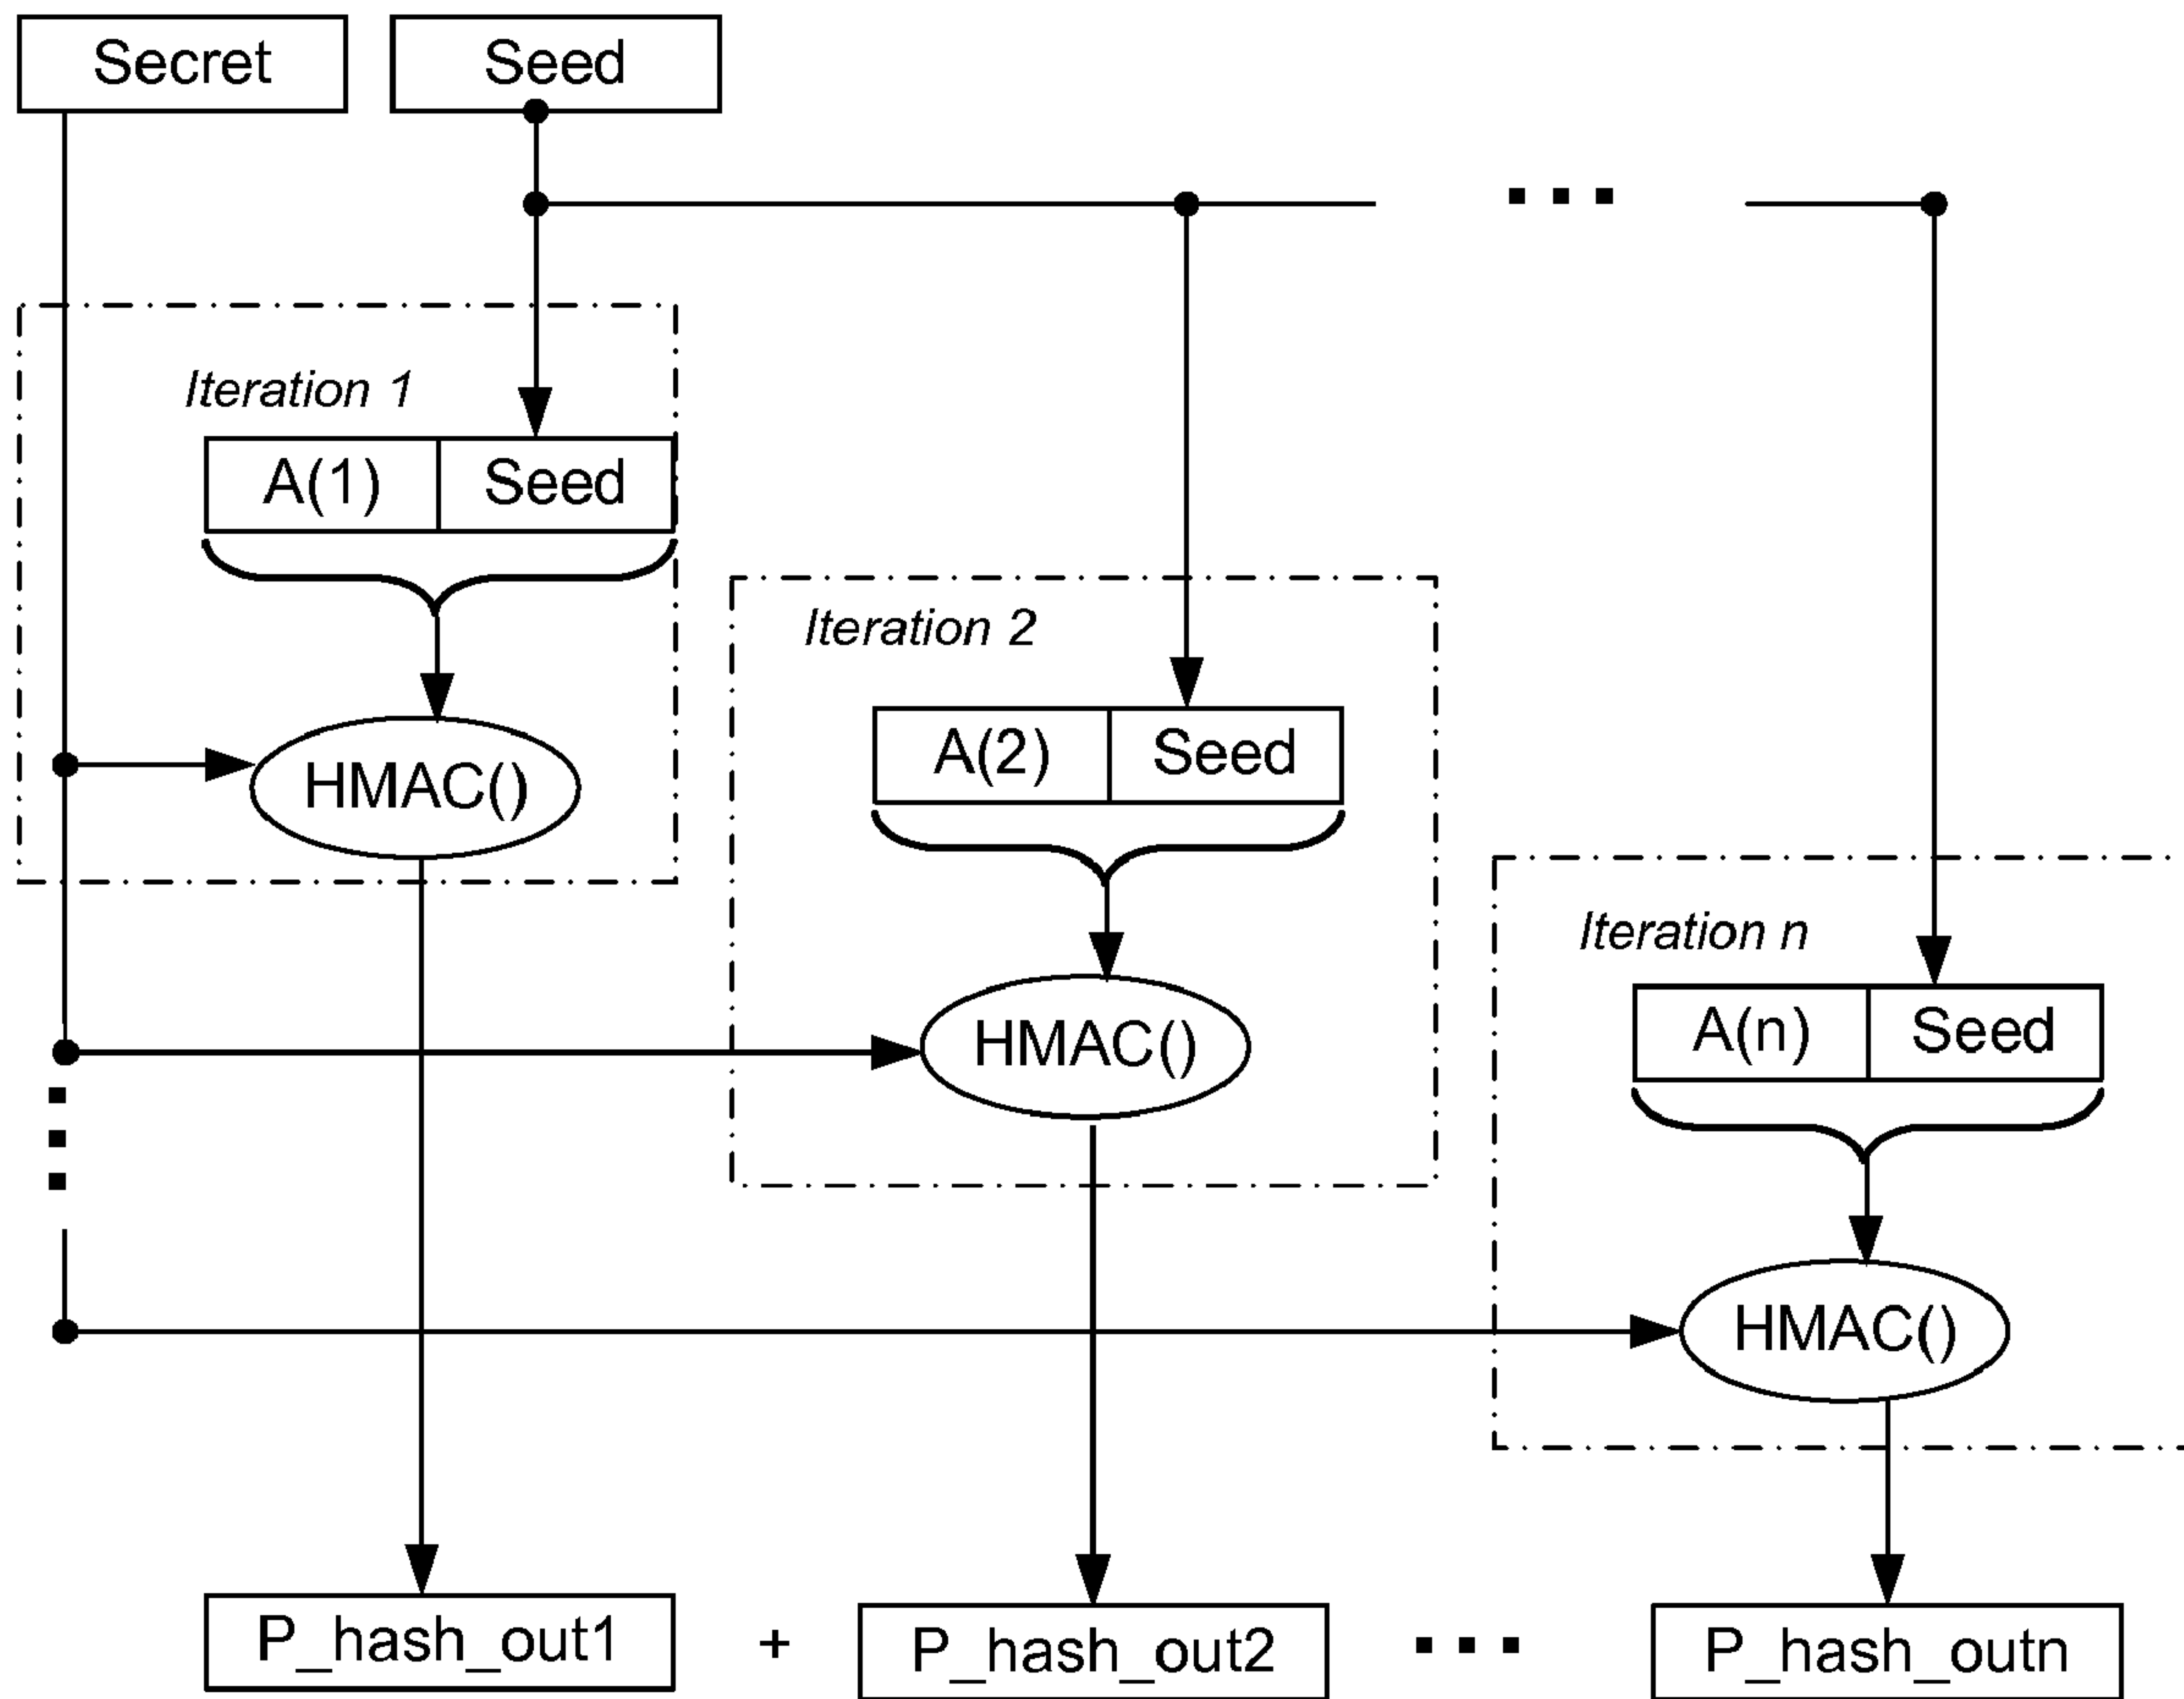 Secret
Seed
Iteration 1
A(1) Seed
HMAC()
Iteration 2
A(2) Seed
HMAC()
Iteration n
A(n) Seed
HMAC()
P_hash_out1 + P_hash_out2 ... P_hash_outn